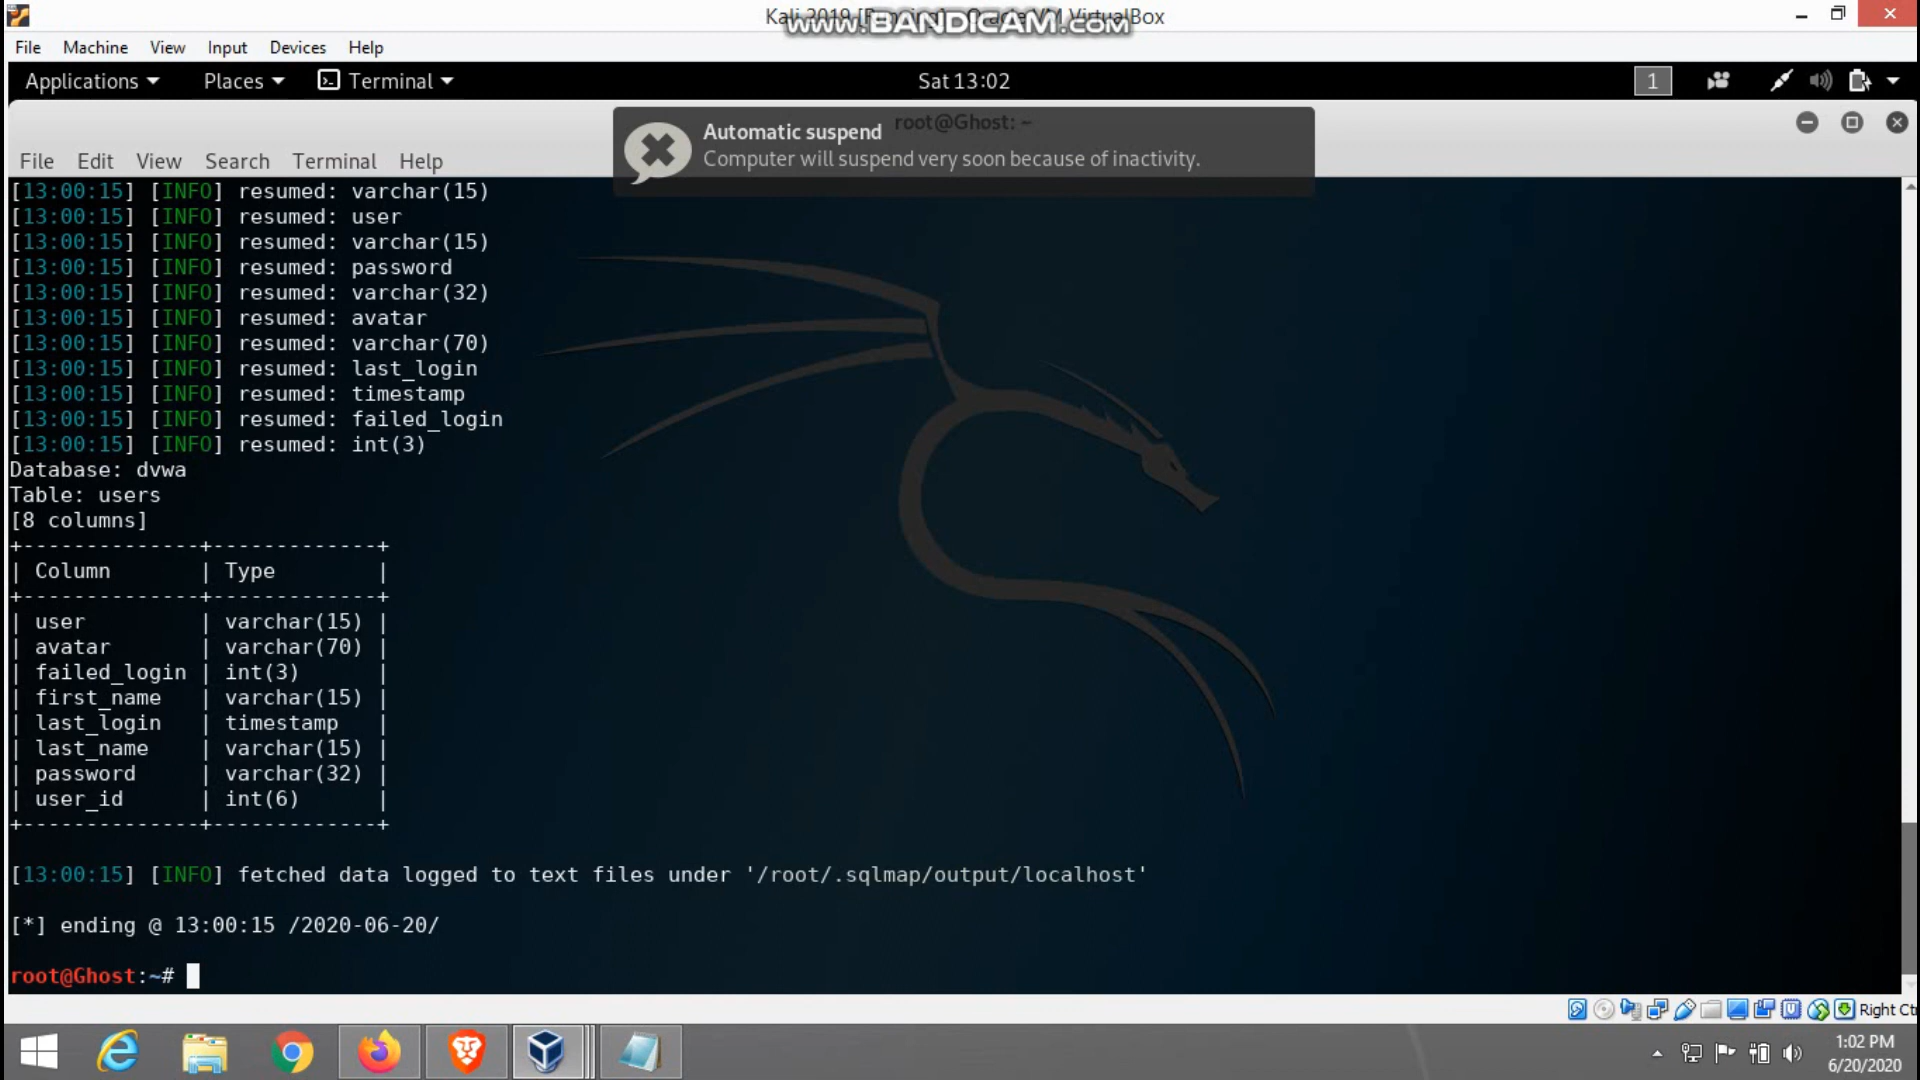 Kali 2019 [Running] - Oracle VM VirtualBox
www.BANDICAM.com
File Machine View Input Devices Help
Applications Places Terminal Sat 13:02 1
root@Ghost: ~
Automatic suspend
Computer will suspend very soon because of inactivity.
File Edit View Search Terminal Help
[13:00:15] [INFO] resumed: varchar(15)
[13:00:15] [INFO] resumed: user
[13:00:15] [INFO] resumed: varchar(15)
[13:00:15] [INFO] resumed: password
[13:00:15] [INFO] resumed: varchar(32)
[13:00:15] [INFO] resumed: avatar
[13:00:15] [INFO] resumed: varchar(70)
[13:00:15] [INFO] resumed: last_login
[13:00:15] [INFO] resumed: timestamp
[13:00:15] [INFO] resumed: failed_login
[13:00:15] [INFO] resumed: int(3)
Database: dvwa
Table: users
[8 columns]
+--------------+-------------+
| Column       | Type        |
+--------------+-------------+
| user         | varchar(15) |
| avatar       | varchar(70) |
| failed_login | int(3)      |
| first_name   | varchar(15) |
| last_login   | timestamp   |
| last_name    | varchar(15) |
| password     | varchar(32) |
| user_id      | int(6)      |
+--------------+-------------+
[13:00:15] [INFO] fetched data logged to text files under '/root/.sqlmap/output/localhost'
[*] ending @ 13:00:15 /2020-06-20/
root@Ghost:~#
Right Ct
1:02 PM
6/20/2020